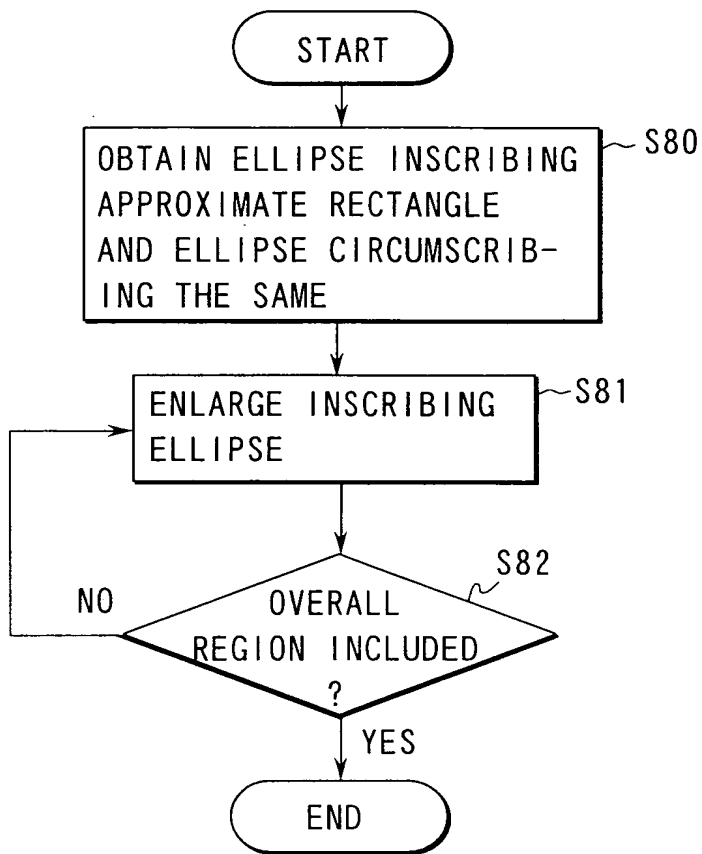 START
OBTAIN ELLIPSE INSCRIBING
APPROXIMATE RECTANGLE
AND ELLIPSE CIRCUMSCRIB-
ING THE SAME
S80
ENLARGE INSCRIBING
ELLIPSE
S81
OVERALL
REGION INCLUDED
?
S82
NO
YES
END